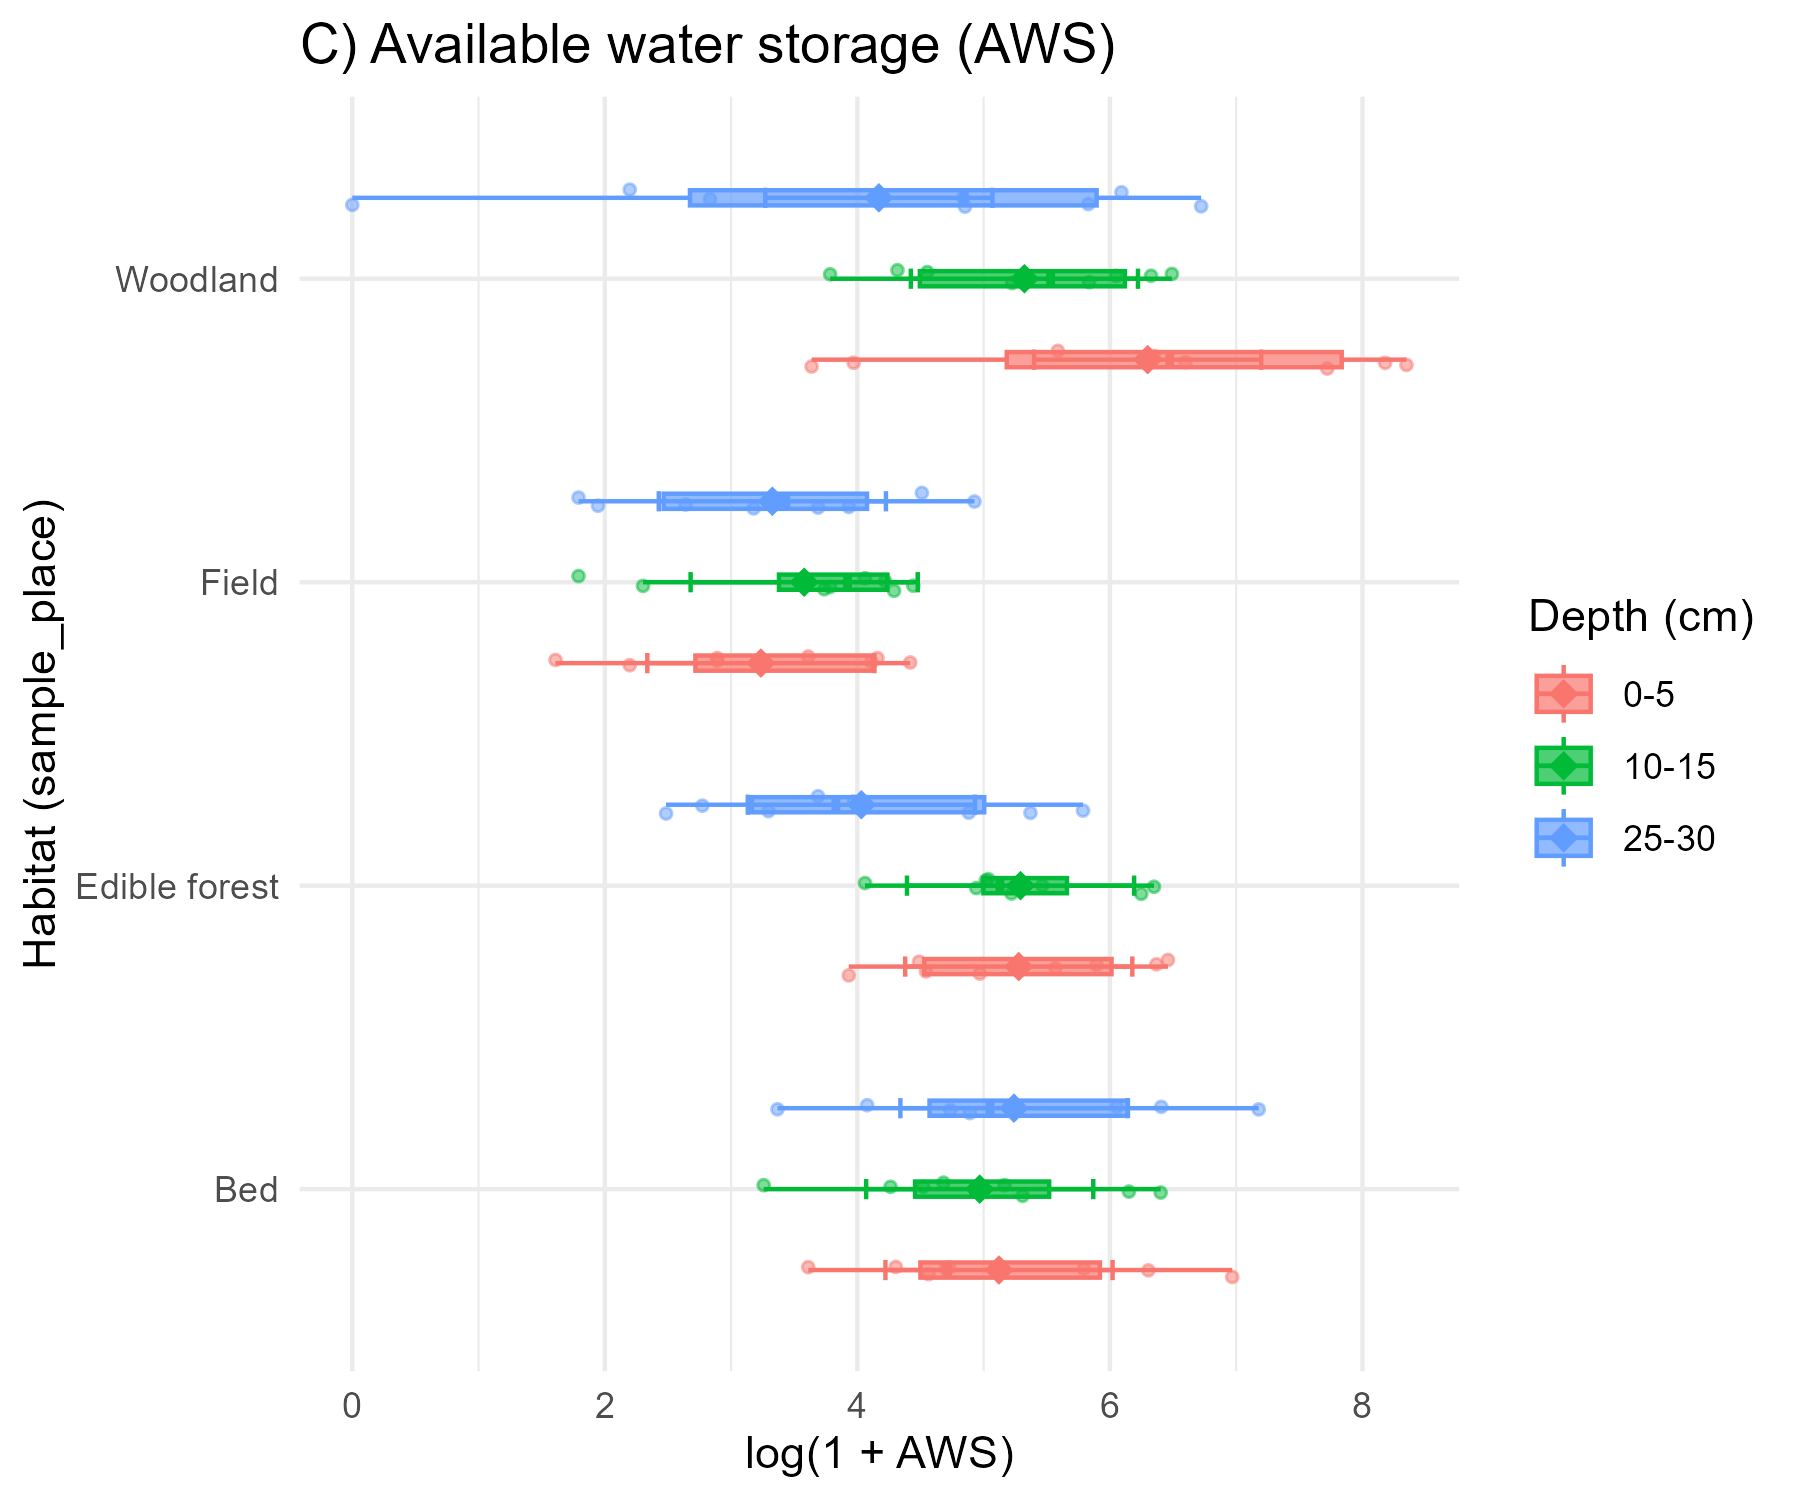 C) Available water storage (AWS)
Habitat (sample_place)
Woodland
Field
Edible forest
Bed
0 2 4 6 8
log(1 + AWS)
Depth (cm)
0-5
10-15
25-30